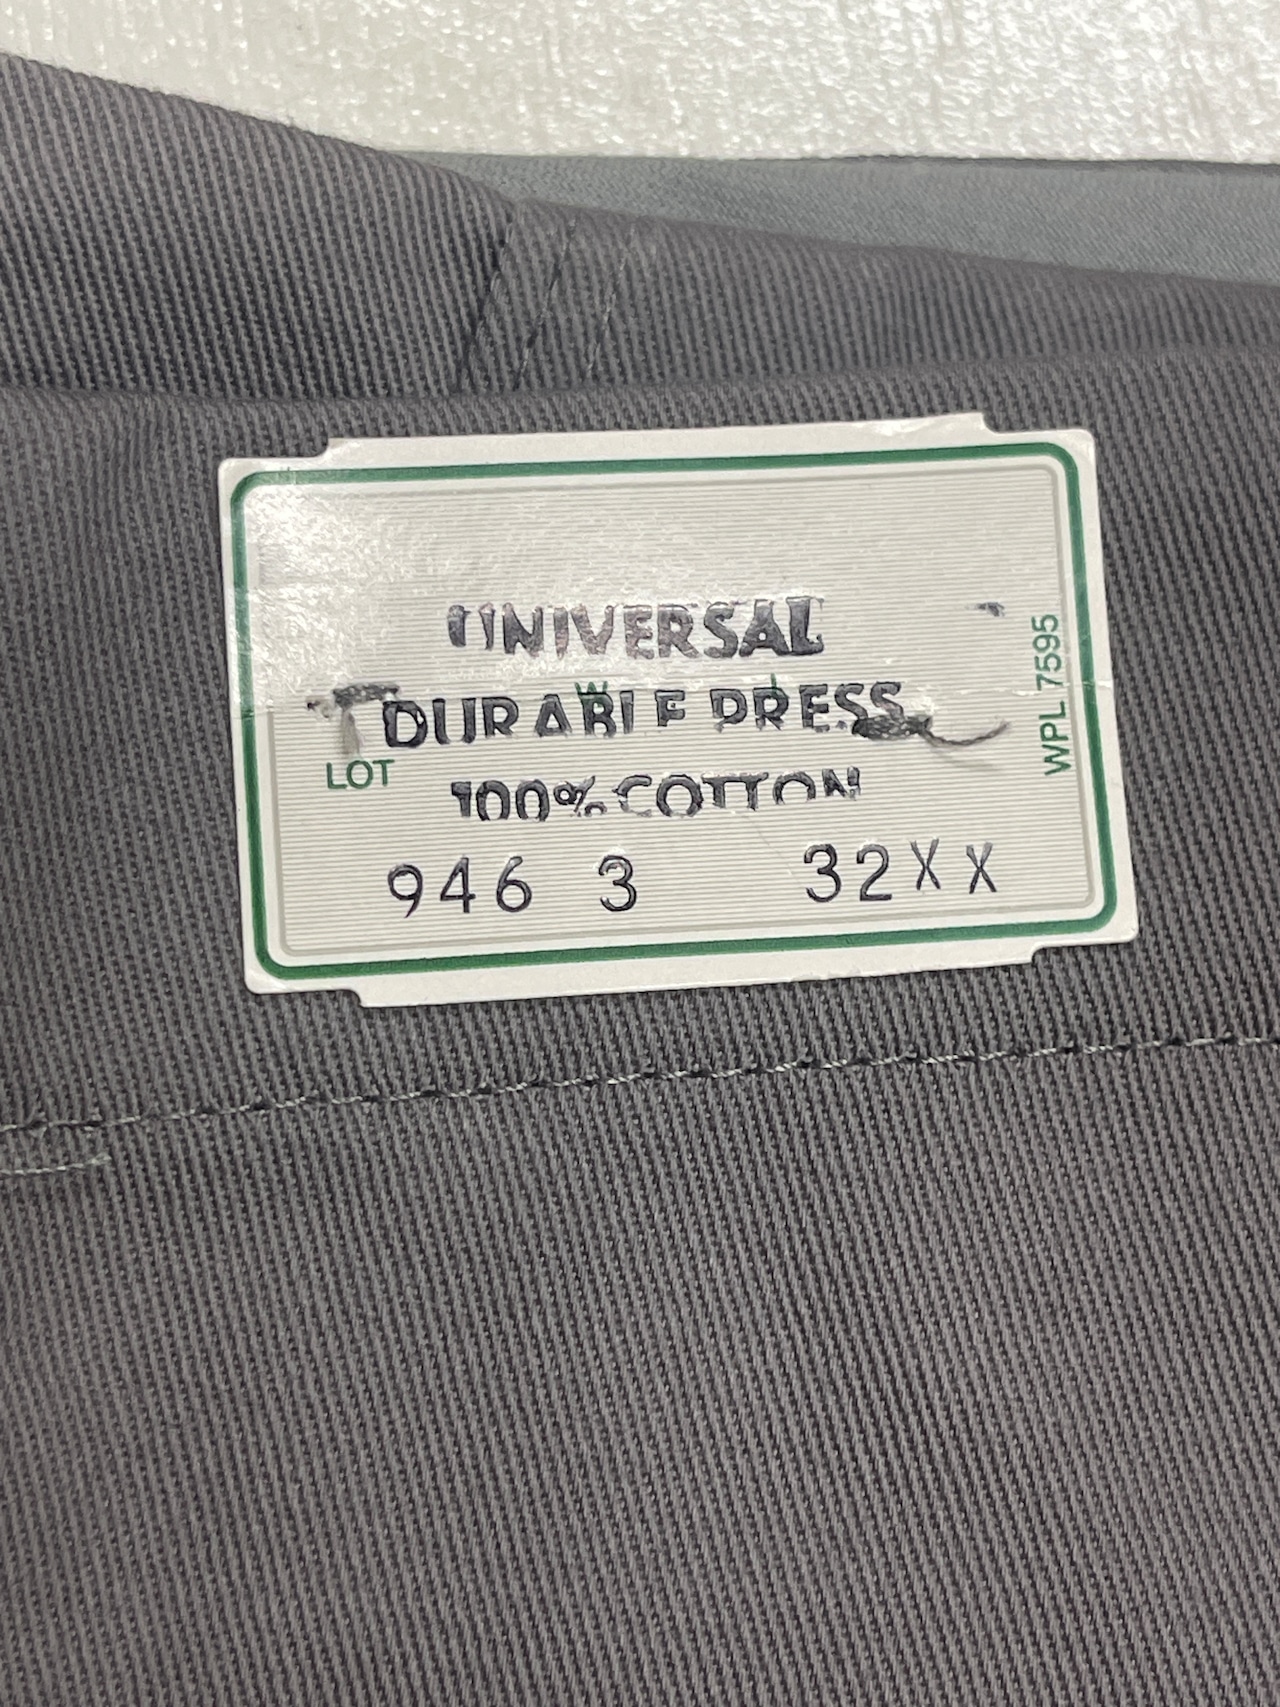 UNIVERSAL
W L
DURABLE PRESS
LOT
100% COTTON
946 3 32XX
WPL 7595